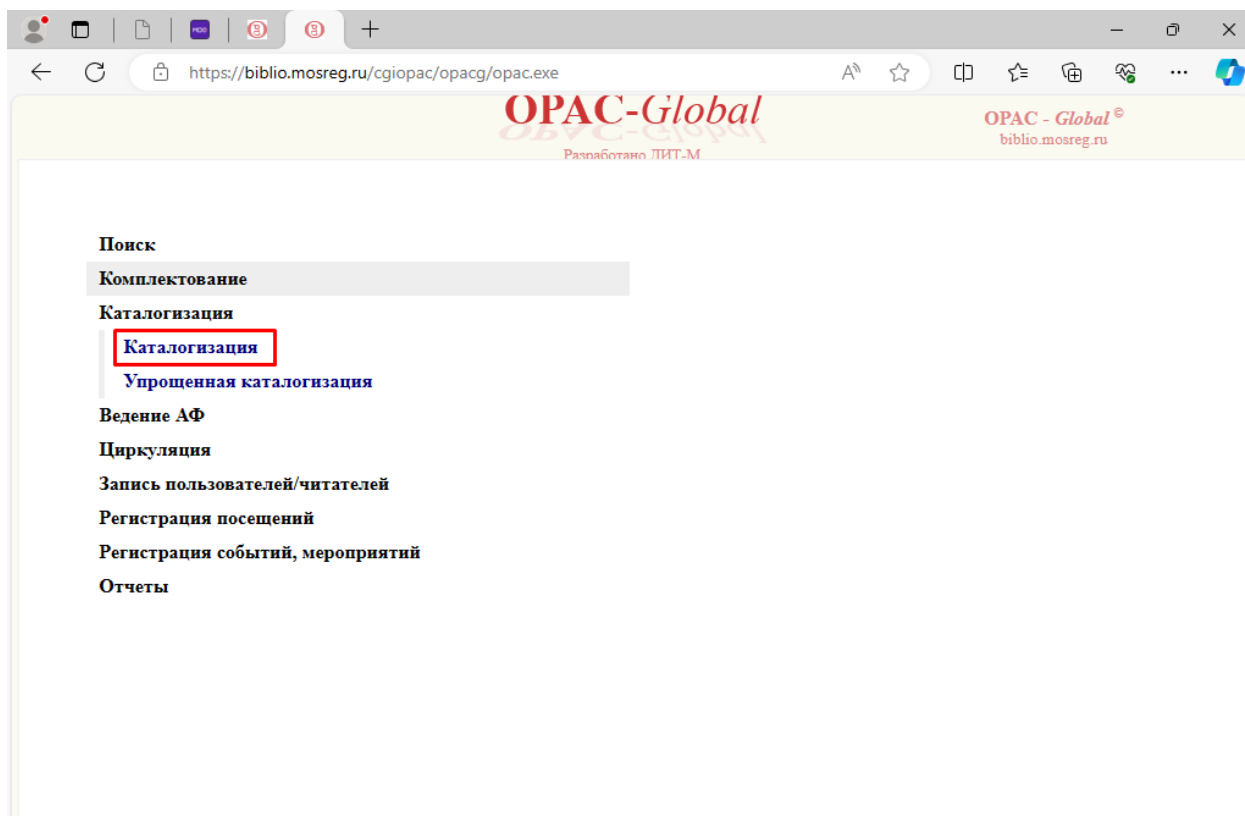 https://biblio.mosreg.ru/cgiopac/opacg/opac.exe
OPAC-Global
Разработано ЛИТ-М
OPAC - Global ©
biblio.mosreg.ru
Поиск
Комплектование
Каталогизация
Каталогизация
Упрощенная каталогизация
Ведение АФ
Циркуляция
Запись пользователей/читателей
Регистрация посещений
Регистрация событий, мероприятий
Отчеты